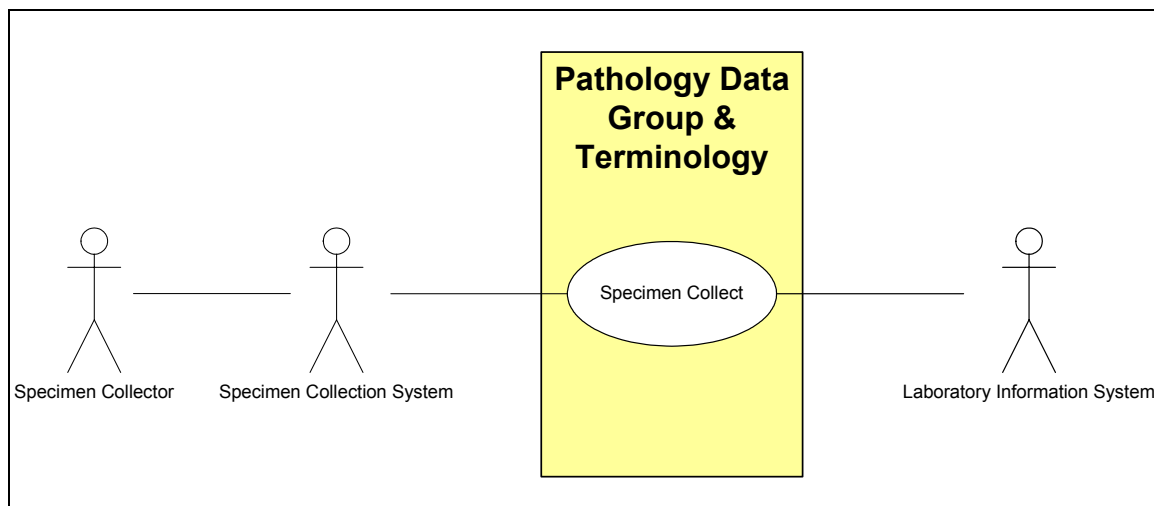 Pathology Data
Group &
Terminology
Specimen Collect
Specimen Collector
Specimen Collection System
Laboratory Information System